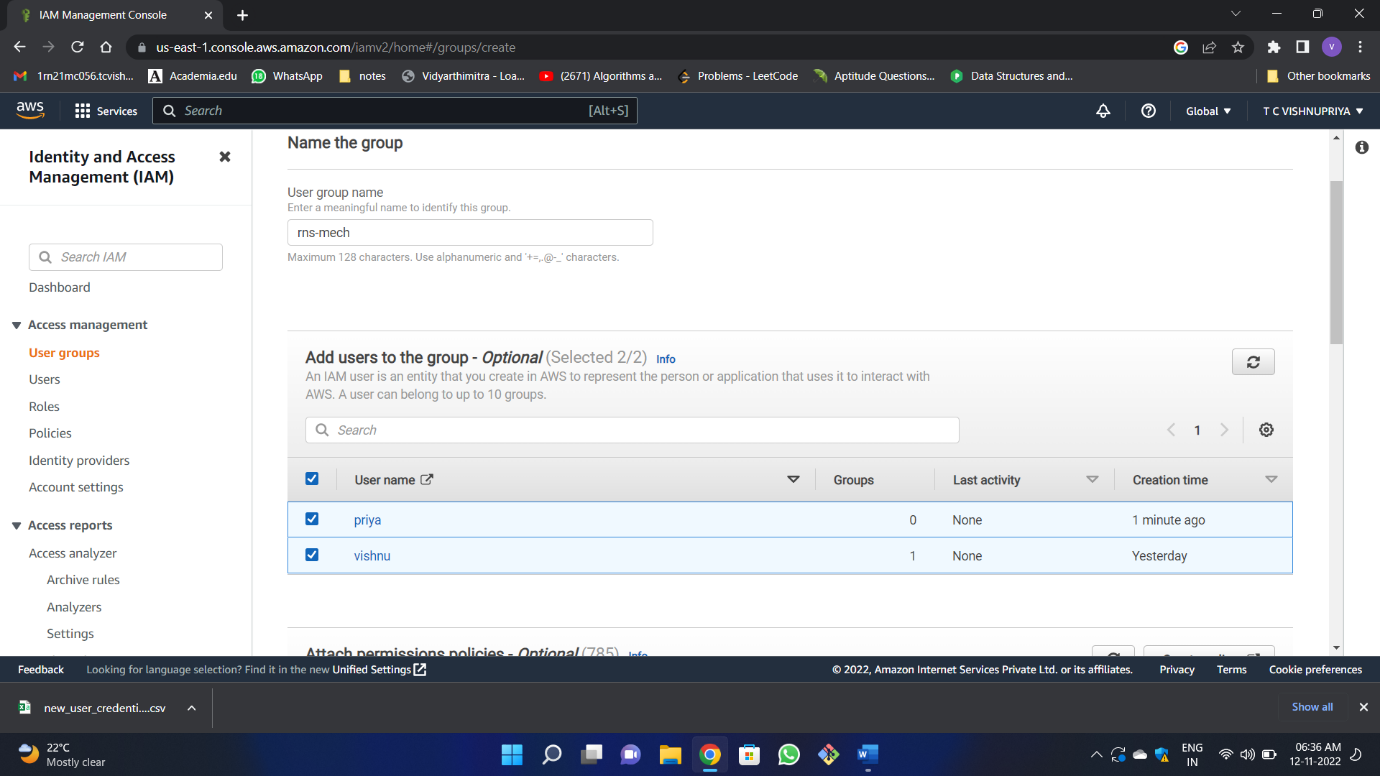 IAM Management Console
us-east-1.console.aws.amazon.com/iamv2/home#/groups/create
V
1rn21mc056.tcvish...
Academia.edu
WhatsApp
notes
Vidyarthimitra - Loa...
(2671) Algorithms a...
Problems - LeetCode
Aptitude Questions...
Data Structures and...
Other bookmarks
aws
Services
Search
[Alt+S]
Global
T C VISHNUPRIYA
Identity and Access
Management (IAM)
Search IAM
Dashboard
Access management
User groups
Users
Roles
Policies
Identity providers
Account settings
Access reports
Access analyzer
Archive rules
Analyzers
Settings
Name the group
User group name
Enter a meaningful name to identify this group.
rns-mech
Maximum 128 characters. Use alphanumeric and '+=,.@-_' characters.
Add users to the group - Optional (Selected 2/2) Info
An IAM user is an entity that you create in AWS to represent the person or application that uses it to interact with
AWS. A user can belong to up to 10 groups.
Search
1
User name Groups Last activity Creation time
priya 0 None 1 minute ago
vishnu 1 None Yesterday
Attach permissions policies - Optional (785) Info
Feedback
Looking for language selection? Find it in the new Unified Settings
© 2022, Amazon Internet Services Private Ltd. or its affiliates.
Privacy
Terms
Cookie preferences
new_user_credenti....csv
Show all
22°C
Mostly clear
ENG
IN
06:36 AM
12-11-2022